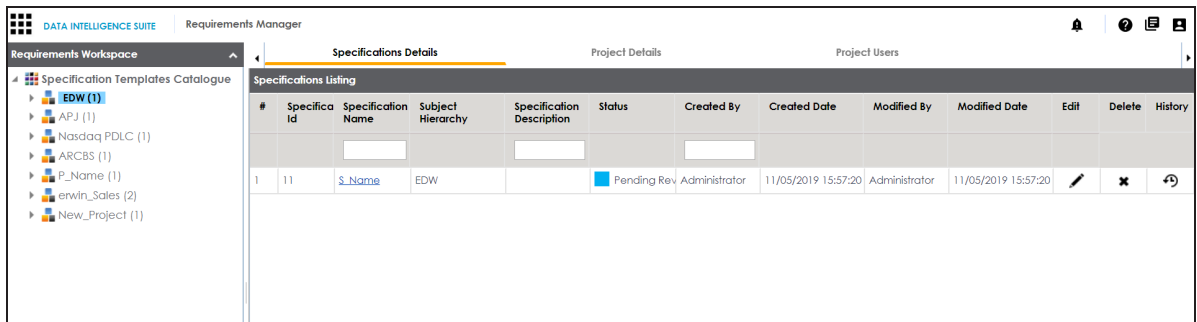 DATA INTELLIGENCE SUITE Requirements Manager
Requirements Workspace
Specifications Details Project Details Project Users
Specification Templates Catalogue
EDW (1)
APJ (1)
Nasdaq PDLC (1)
ARCBS (1)
P_Name (1)
erwin_Sales (2)
New_Project (1)
Specifications Listing
# Specifica Id Specification Name Subject Hierarchy Specification Description Status Created By Created Date Modified By Modified Date Edit Delete History
1 11 S_Name EDW Pending Rev Administrator 11/05/2019 15:57:20 Administrator 11/05/2019 15:57:20